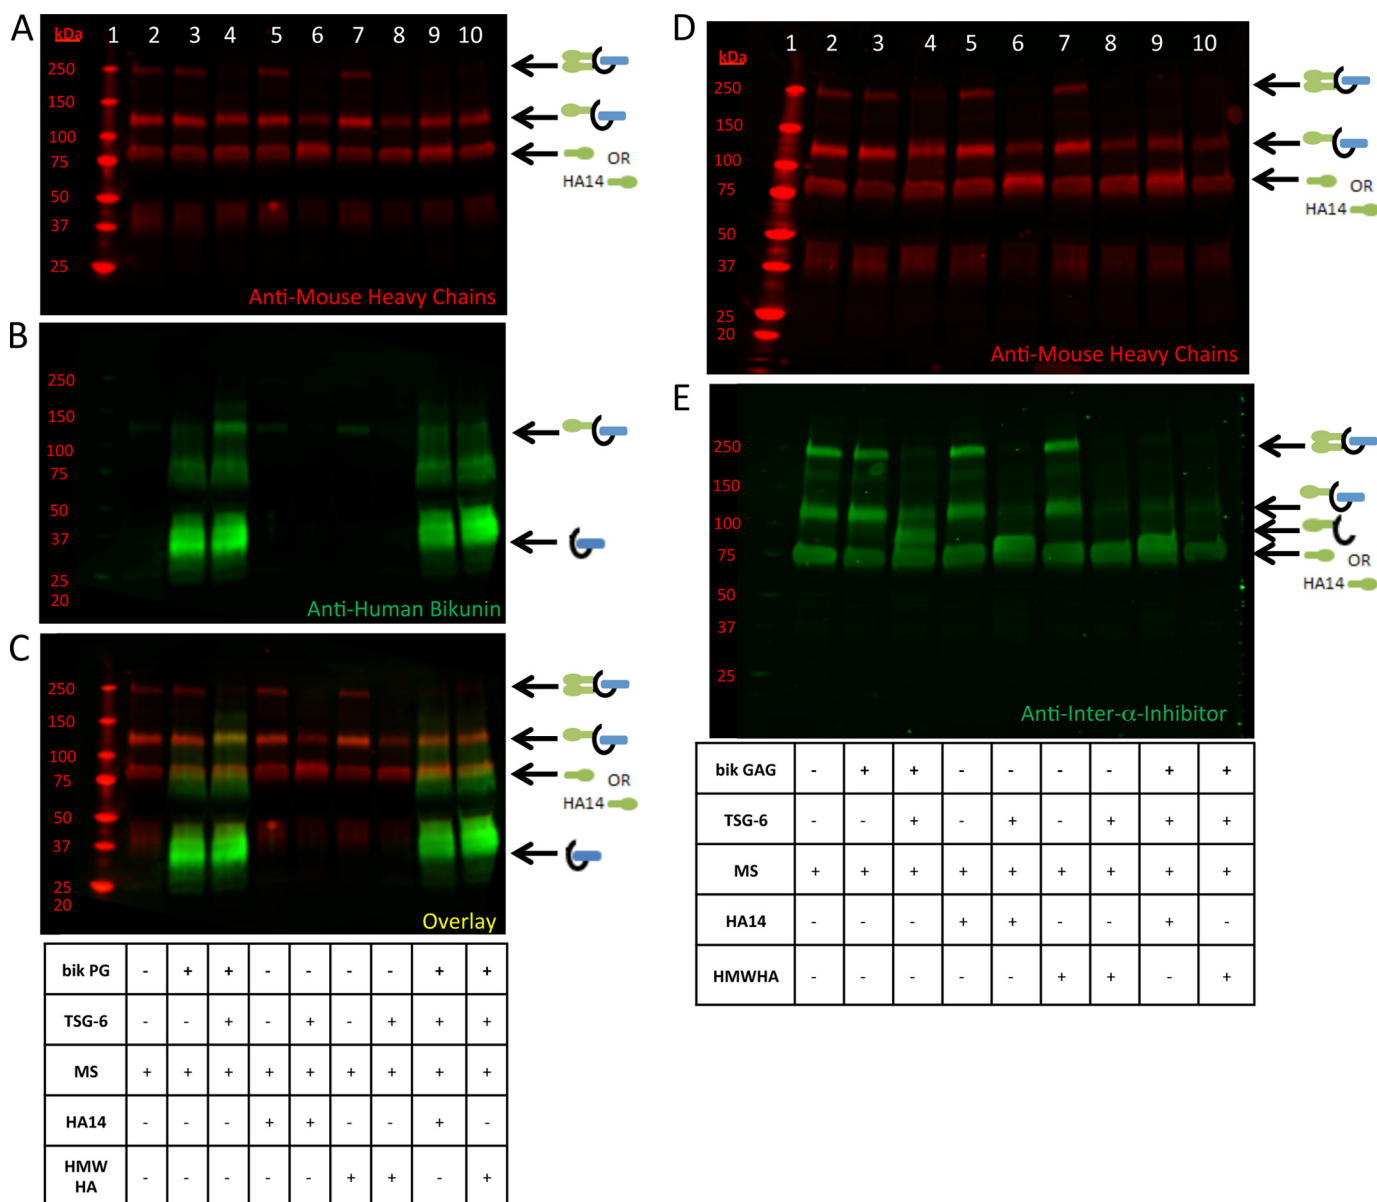 A
kDa 1 2 3 4 5 6 7 8 9 10
250
150
100
75
50
37
25
OR
HA14
Anti-Mouse Heavy Chains
B
250
150
100
75
50
37
25
20
Anti-Human Bikunin
C
250
150
100
75
50
37
25
20
OR
HA14
Overlay
bik PG - + + - - - - + +
TSG-6 - - + - + - + + +
MS + + + + + + + + +
HA14 - - - + + - - + -
HMW HA - - - - - + + - +
D
kDa 1 2 3 4 5 6 7 8 9 10
250
150
100
75
50
37
25
20
OR
HA14
Anti-Mouse Heavy Chains
E
250
150
100
75
50
37
25
OR
HA14
Anti-Inter-α-Inhibitor
bik GAG - + + - - - - + +
TSG-6 - - + - + - + + +
MS + + + + + + + + +
HA14 - - - + + - - + -
HMWHA - - - - - + + - +